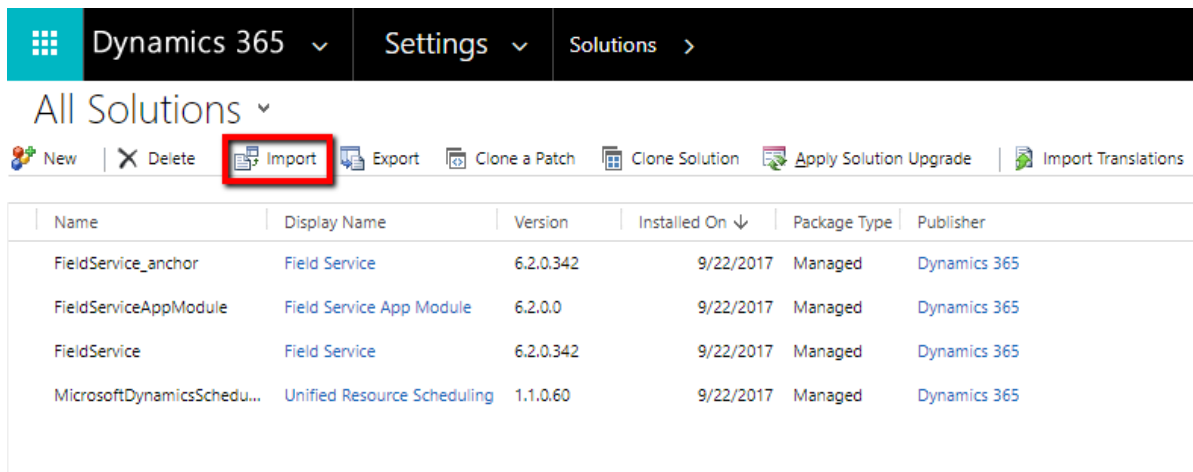 Dynamics 365 Settings Solutions
All Solutions
New Delete Import Export Clone a Patch Clone Solution Apply Solution Upgrade Import Translations
Name Display Name Version Installed On Package Type Publisher
FieldService_anchor Field Service 6.2.0.342 9/22/2017 Managed Dynamics 365
FieldServiceAppModule Field Service App Module 6.2.0.0 9/22/2017 Managed Dynamics 365
FieldService Field Service 6.2.0.342 9/22/2017 Managed Dynamics 365
MicrosoftDynamicsSchedu... Unified Resource Scheduling 1.1.0.60 9/22/2017 Managed Dynamics 365